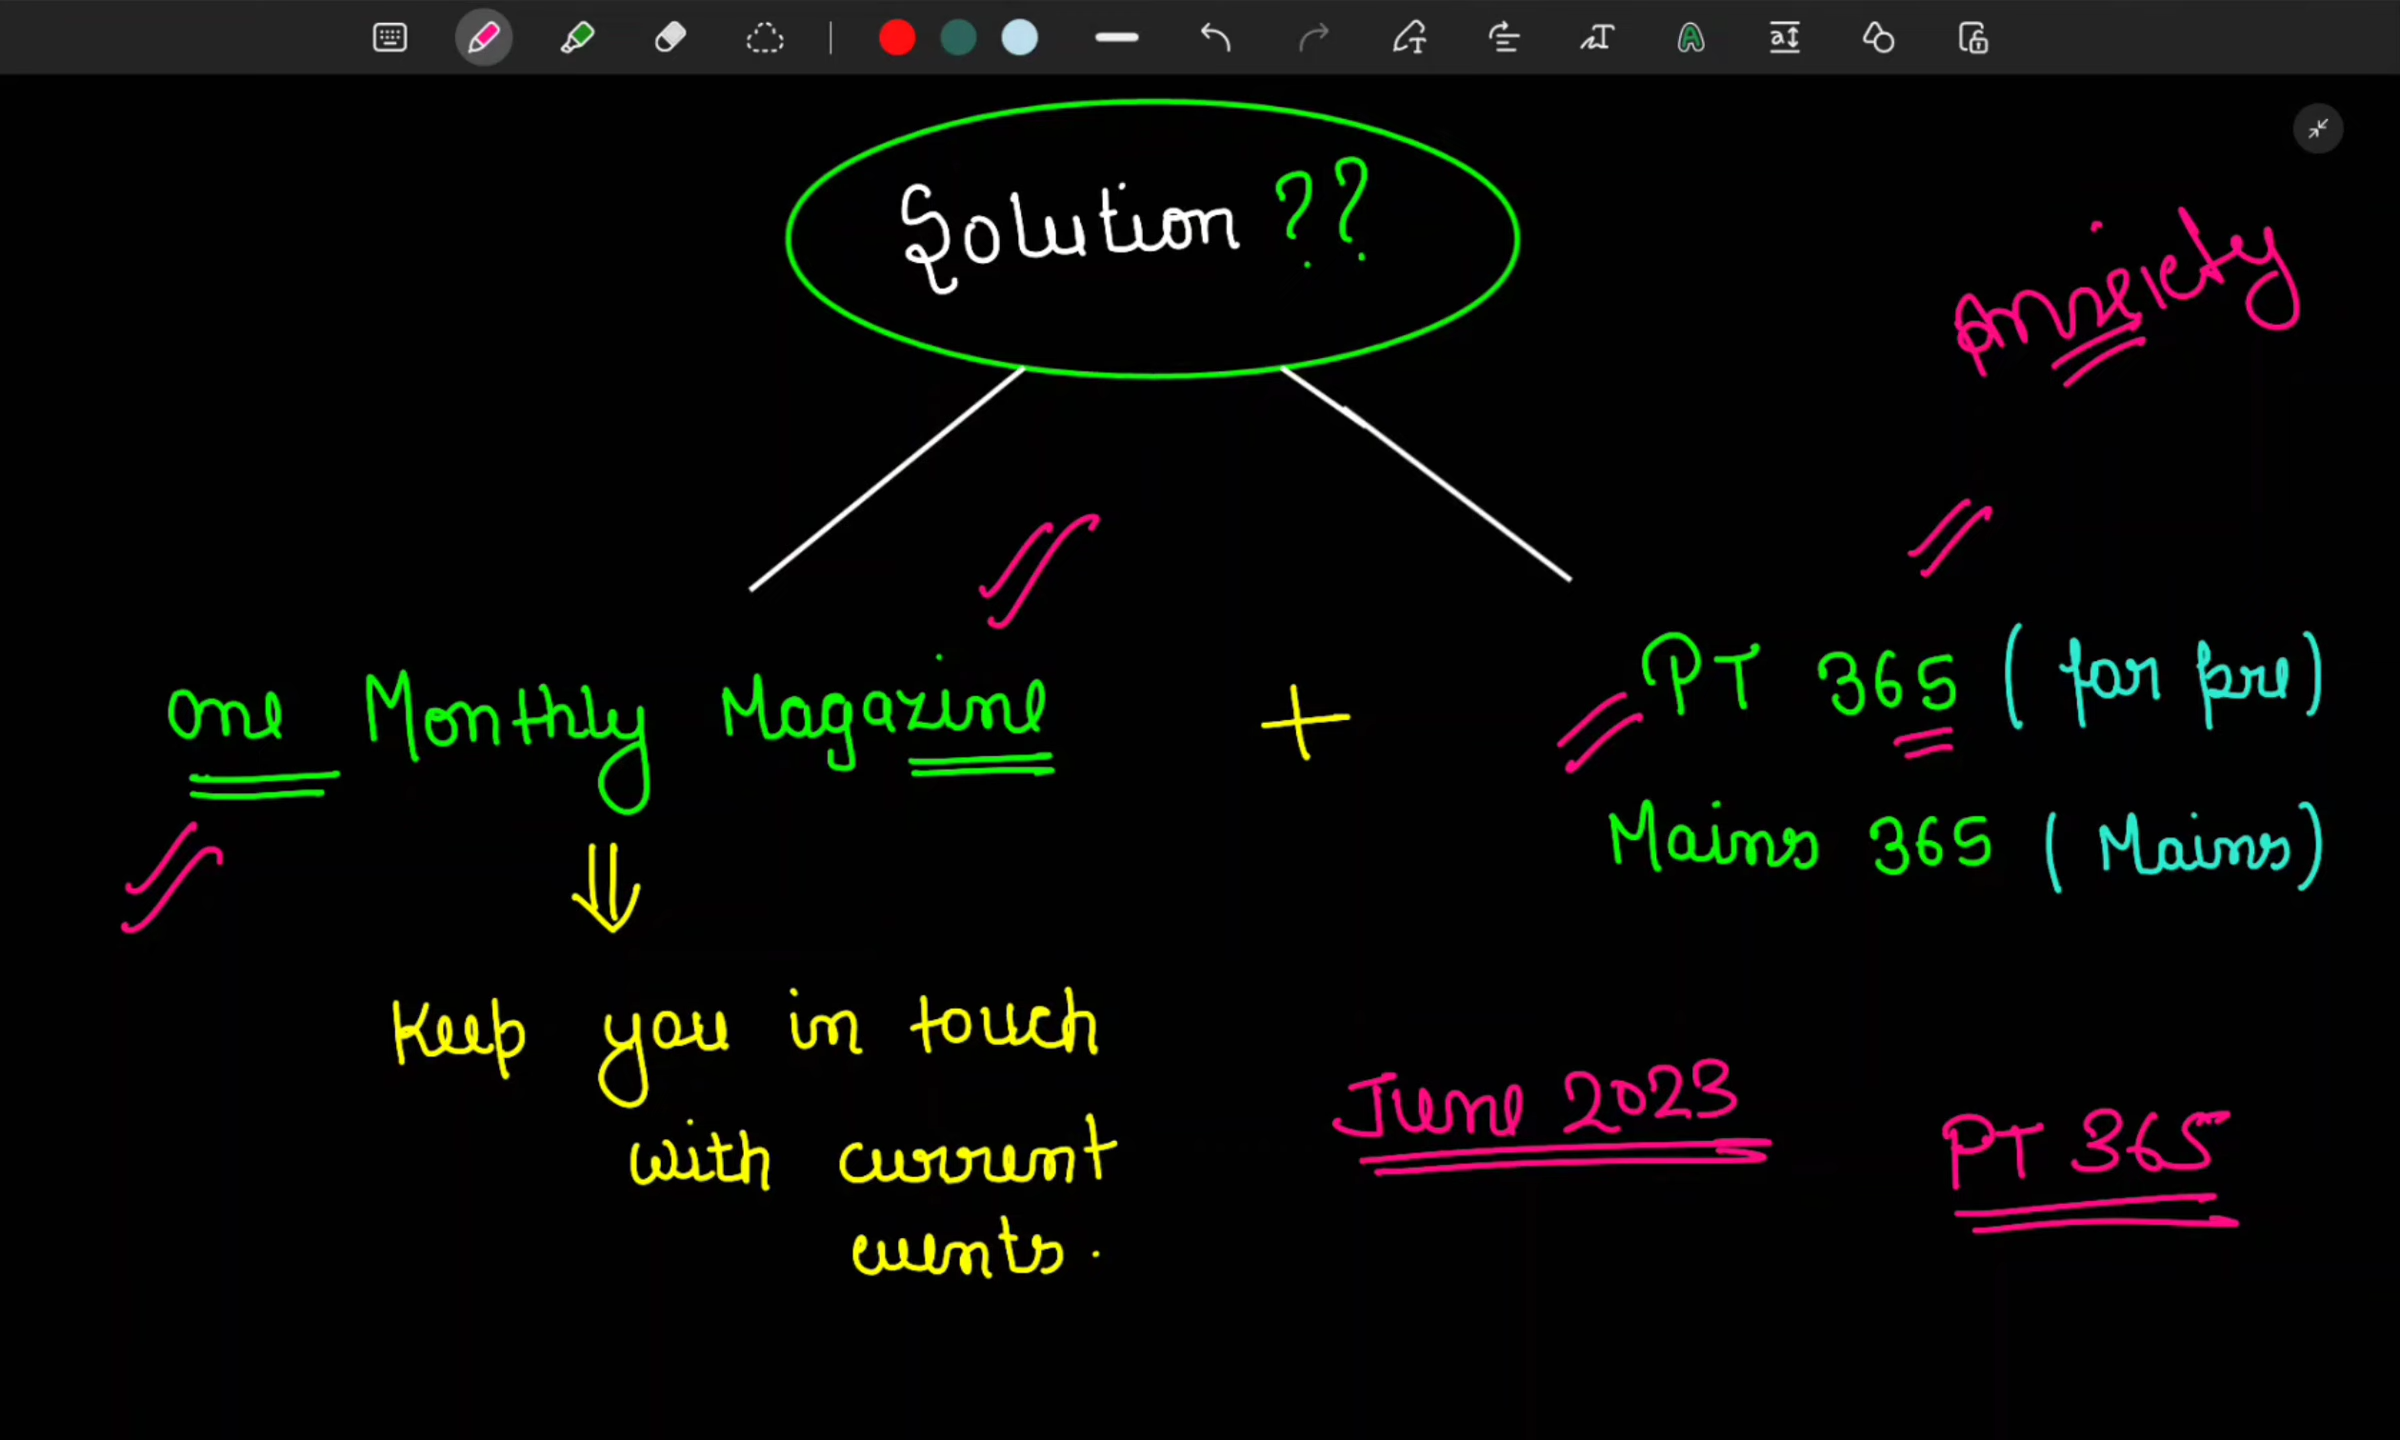 Solution ??
Anxiety
One Monthly Magazine + PT 365 (for pre)
Mains 365 (Mains)
Keep you in touch
with current
events.
June 2023
PT 365